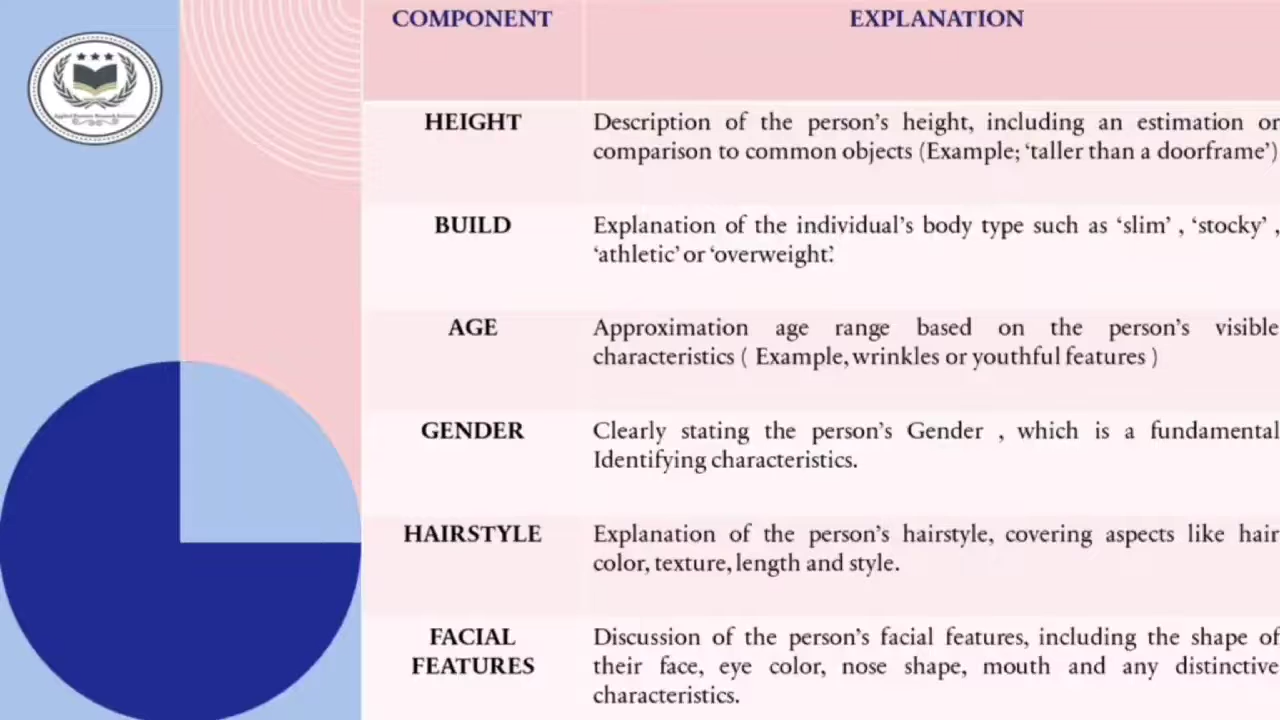 COMPONENT
EXPLANATION
HEIGHT
Description of the person’s height, including an estimation or
comparison to common objects (Example; ‘taller than a doorframe’)
BUILD
Explanation of the individual’s body type such as ‘slim’ , ‘stocky’ ,
‘athletic’ or ‘overweight’.
AGE
Approximation age range based on the person’s visible
characteristics ( Example, wrinkles or youthful features )
GENDER
Clearly stating the person’s Gender , which is a fundamental
Identifying characteristics.
HAIRSTYLE
Explanation of the person’s hairstyle, covering aspects like hair
color, texture, length and style.
FACIAL
FEATURES
Discussion of the person’s facial features, including the shape of
their face, eye color, nose shape, mouth and any distinctive
characteristics.